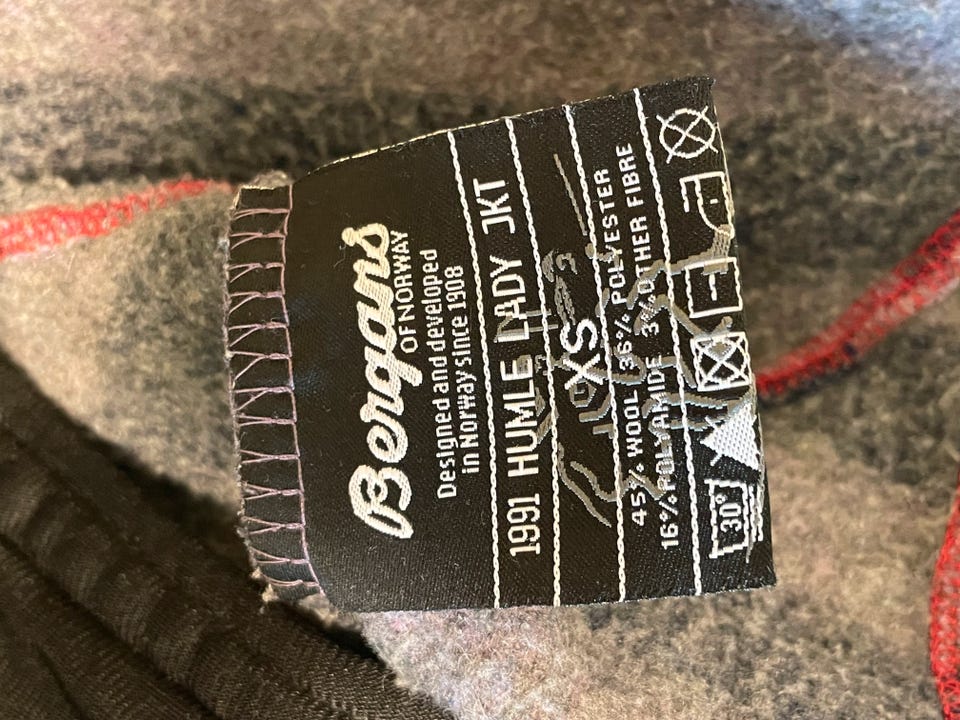 Bergans
OF NORWAY
Designed and developed
in Norway since 1908
1991 HUMLE LADY JKT
XS
45% WOOL 36% POLYESTER
16% POLYAMIDE 3% OTHER FIBRE
30°